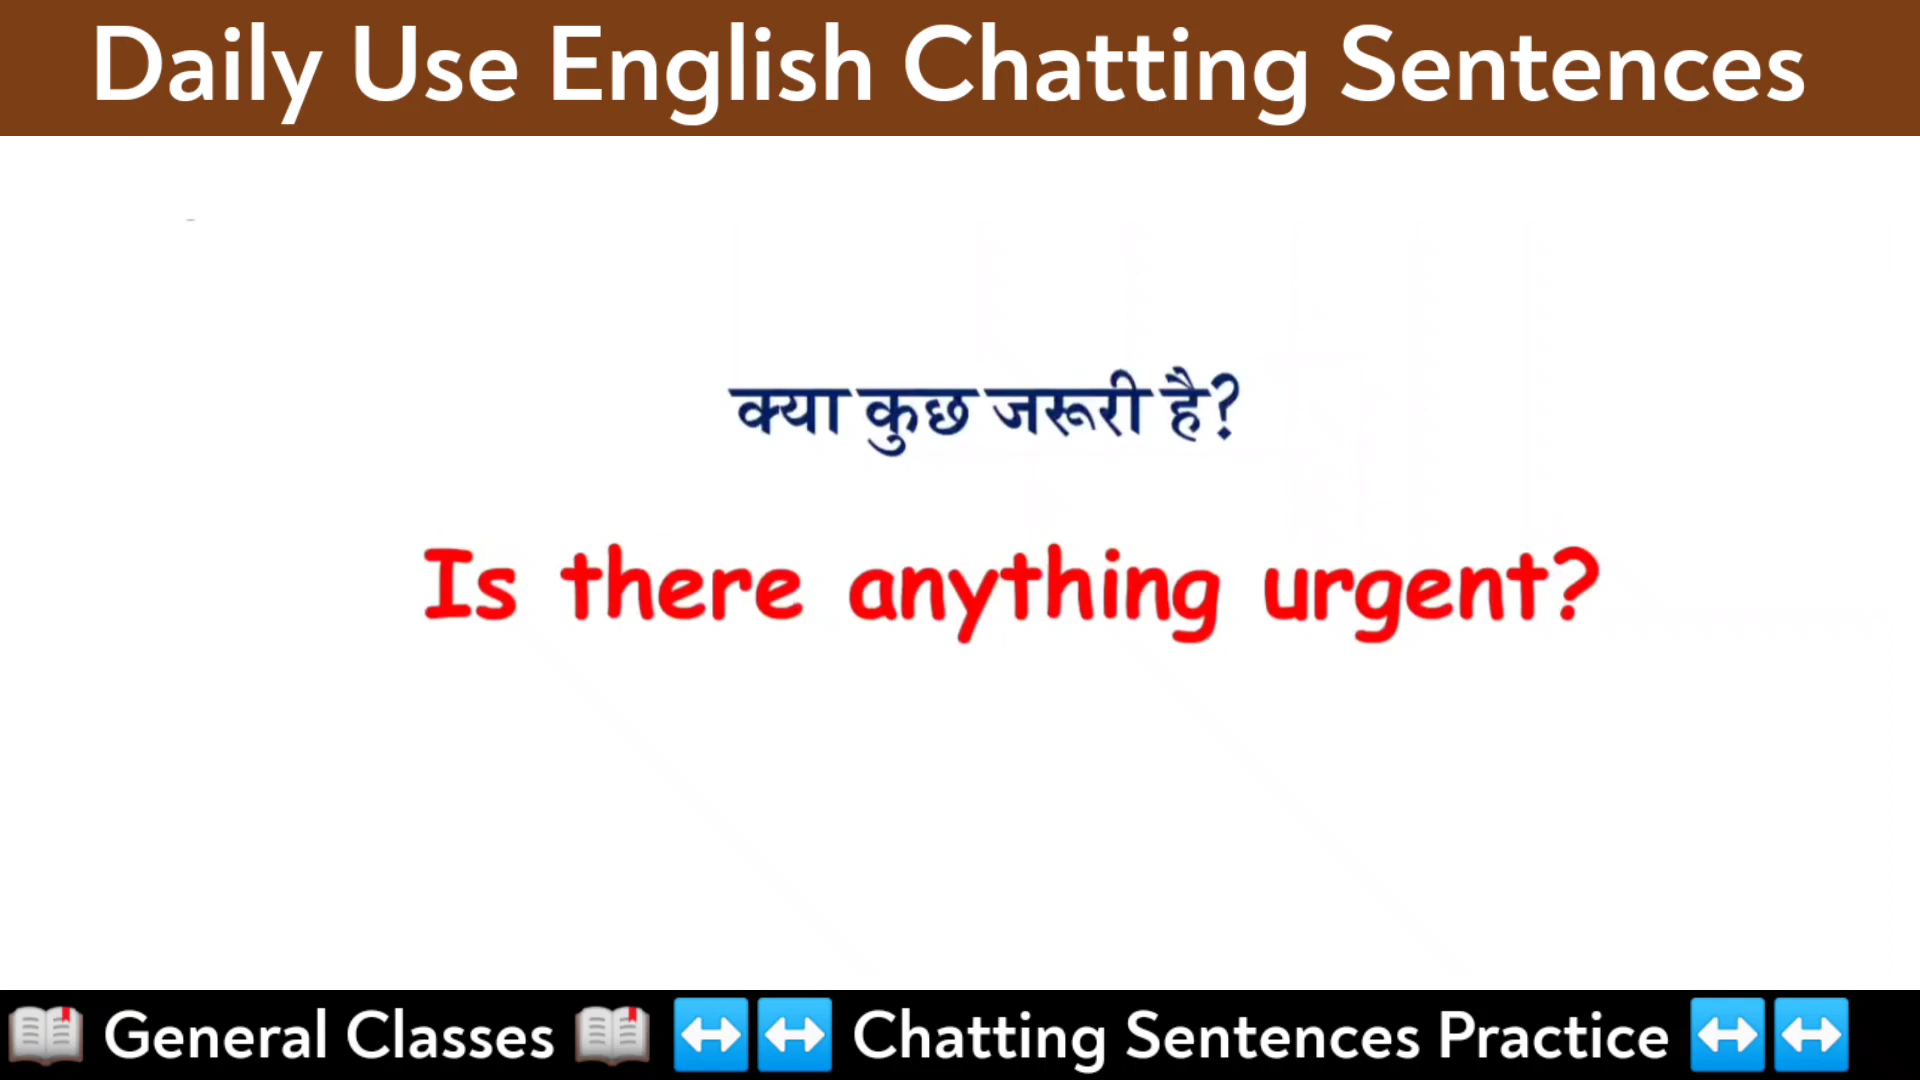 Daily Use English Chatting Sentences
क्या कुछ जरूरी है?
Is there anything urgent?
📖 General Classes 📖 ↔️↔️ Chatting Sentences Practice ↔️↔️